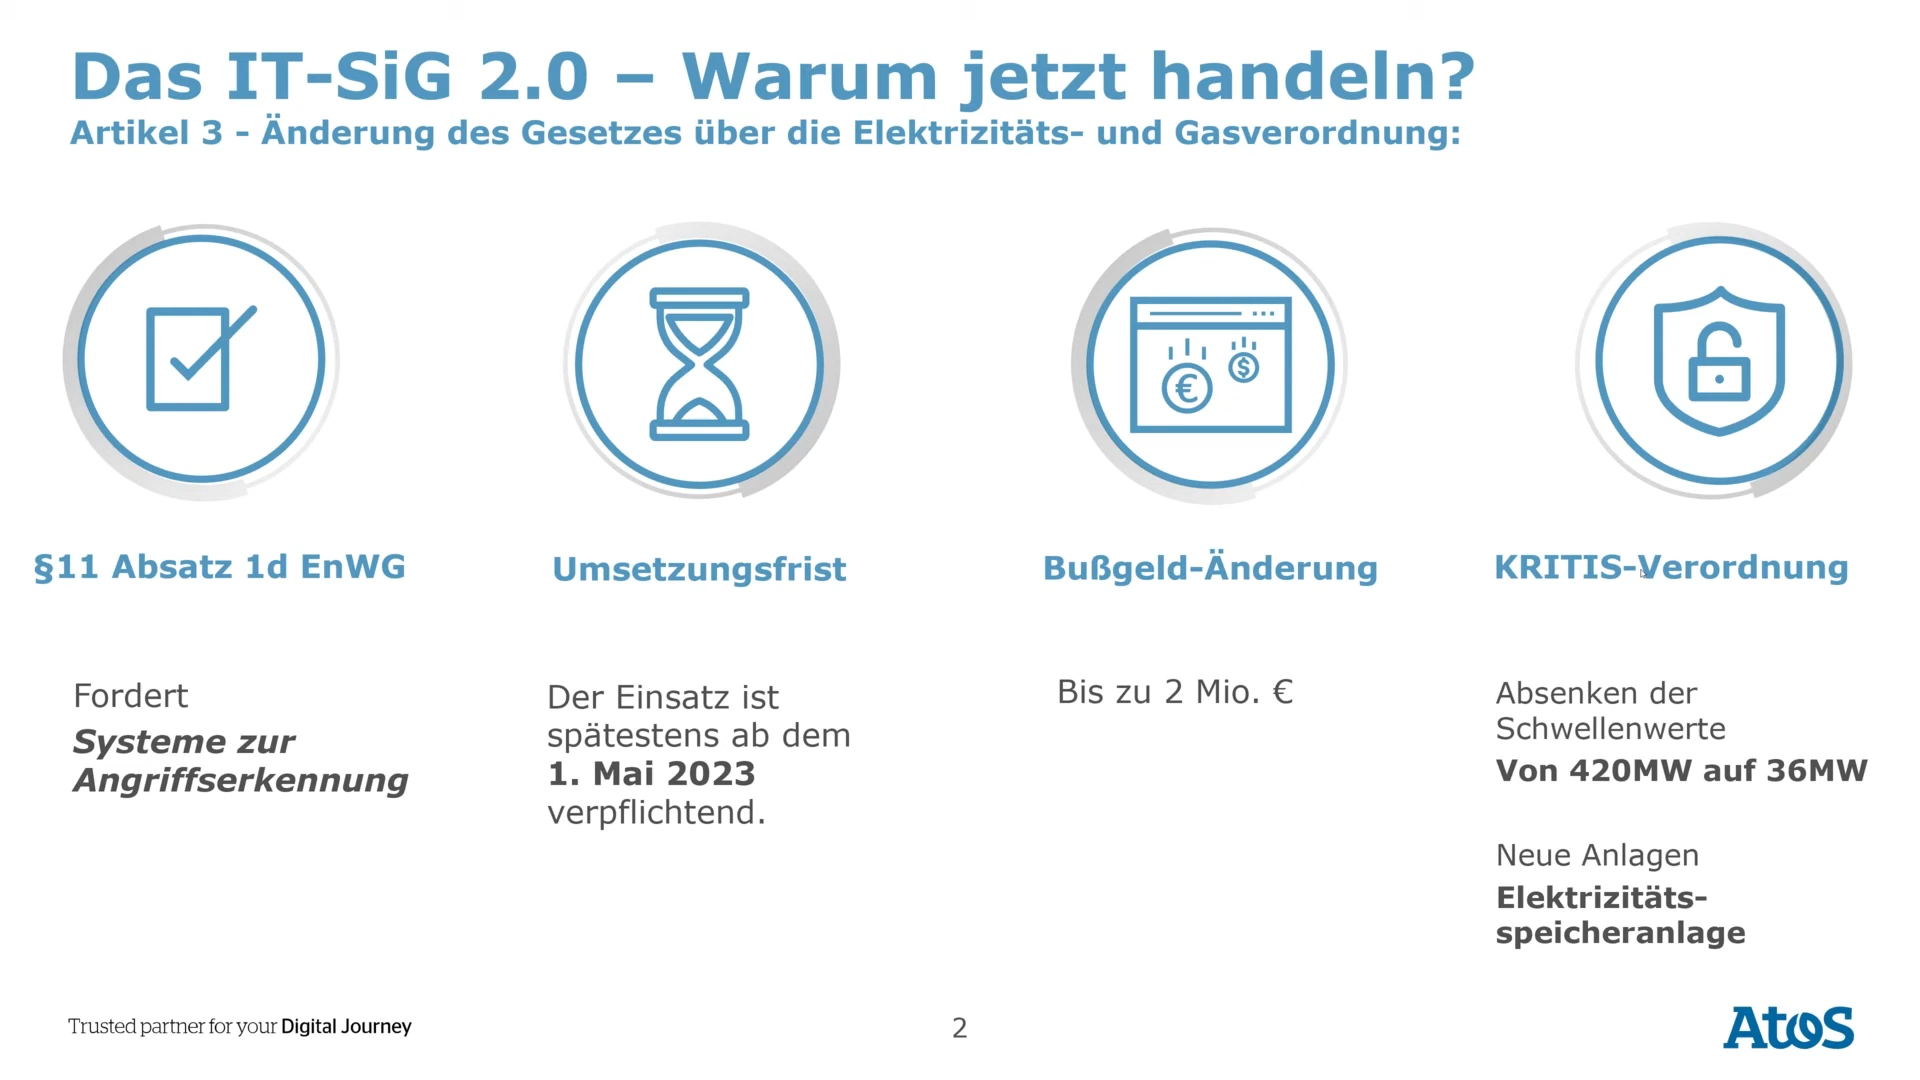 Das IT-SiG 2.0 – Warum jetzt handeln?
Artikel 3 - Änderung des Gesetzes über die Elektrizitäts- und Gasverordnung:
§11 Absatz 1d EnWG
Fordert
Systeme zur
Angriffserkennung
Umsetzungsfrist
Der Einsatz ist
spätestens ab dem
1. Mai 2023
verpflichtend.
€
$
Bußgeld-Änderung
Bis zu 2 Mio. €
KRITIS-Verordnung
Absenken der
Schwellenwerte
Von 420MW auf 36MW
Neue Anlagen
Elektrizitäts-
speicheranlage
Trusted partner for your Digital Journey
2
Atos